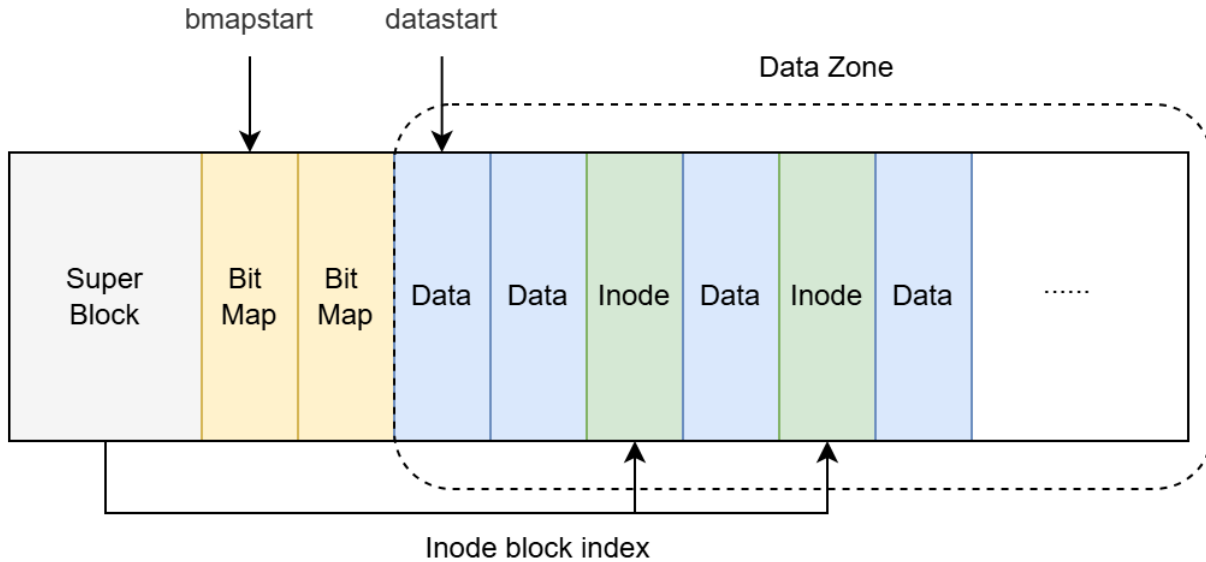 bmapstart
datastart
Data Zone
Super
Block
Bit
Map
Bit
Map
Data
Data
Inode
Data
Inode
Data
......
Inode block index